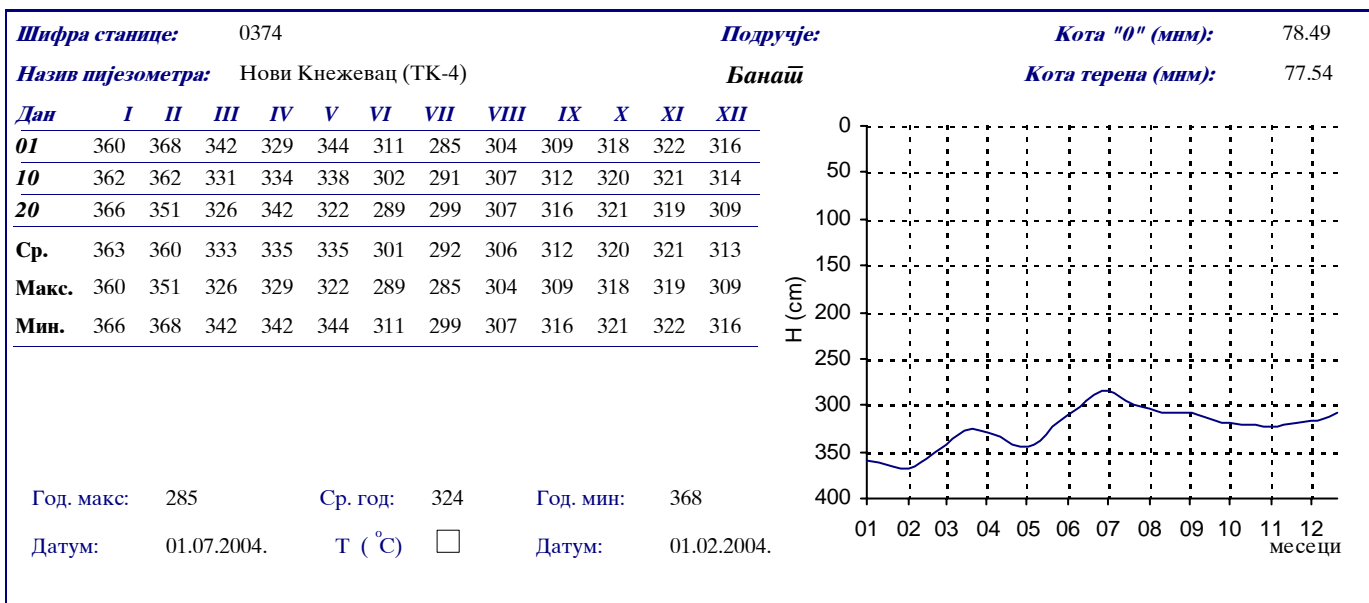 Шифра станице: 0374 Подручје: Кота "0" (мнм): 78.49
Назив пијезометра: Нови Кнежевац (ТК-4) Банат Кота терена (мнм): 77.54
Дан I II III IV V VI VII VIII IX X XI XII
01 360 368 342 329 344 311 285 304 309 318 322 316
10 362 362 331 334 338 302 291 307 312 320 321 314
20 366 351 326 342 322 289 299 307 316 321 319 309
Ср. 363 360 333 335 335 301 292 306 312 320 321 313
Макс. 360 351 326 329 322 289 285 304 309 318 319 309
Мин. 366 368 342 342 344 311 299 307 316 321 322 316
0
50
100
150
200
250
300
350
400
H (cm)
01 02 03 04 05 06 07 08 09 10 11 12
месеци
Год. макс: 285 Ср. год: 324 Год. мин: 368
Датум: 01.07.2004. Т ( °C) Датум: 01.02.2004.